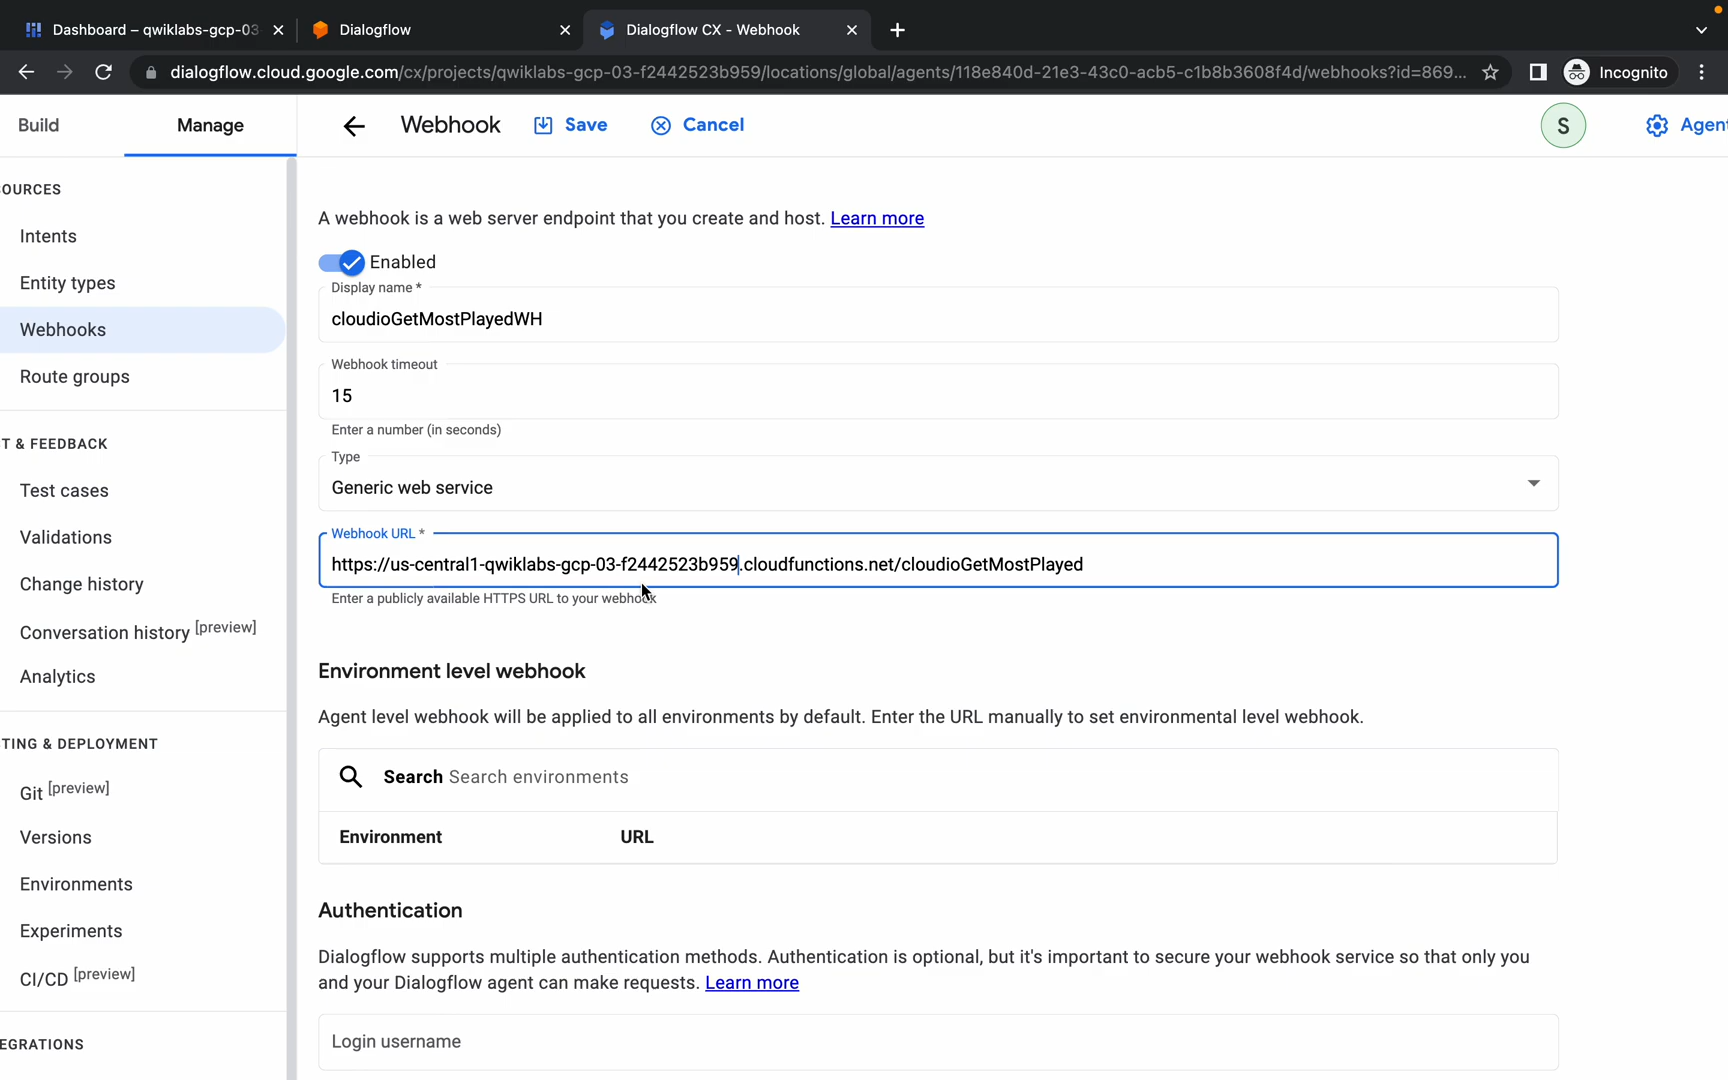 Dashboard – qwiklabs-gcp-03
Dialogflow
Dialogflow CX - Webhook
dialogflow.cloud.google.com/cx/projects/qwiklabs-gcp-03-f2442523b959/locations/global/agents/118e840d-21e3-43c0-acb5-c1b8b3608f4d/webhooks?id=869...
Incognito
Build
Manage
Webhook
Save
Cancel
S
Agent
OURCES
Intents
Entity types
Webhooks
Route groups
T & FEEDBACK
Test cases
Validations
Change history
Conversation history [preview]
Analytics
TING & DEPLOYMENT
Git [preview]
Versions
Environments
Experiments
CI/CD [preview]
EGRATIONS
A webhook is a web server endpoint that you create and host. Learn more
Enabled
Display name *
cloudioGetMostPlayedWH
Webhook timeout
15
Enter a number (in seconds)
Type
Generic web service
Webhook URL *
https://us-central1-qwiklabs-gcp-03-f2442523b959.cloudfunctions.net/cloudioGetMostPlayed
Enter a publicly available HTTPS URL to your webhook
Environment level webhook
Agent level webhook will be applied to all environments by default. Enter the URL manually to set environmental level webhook.
Search Search environments
Environment URL
Authentication
Dialogflow supports multiple authentication methods. Authentication is optional, but it's important to secure your webhook service so that only you
and your Dialogflow agent can make requests. Learn more
Login username